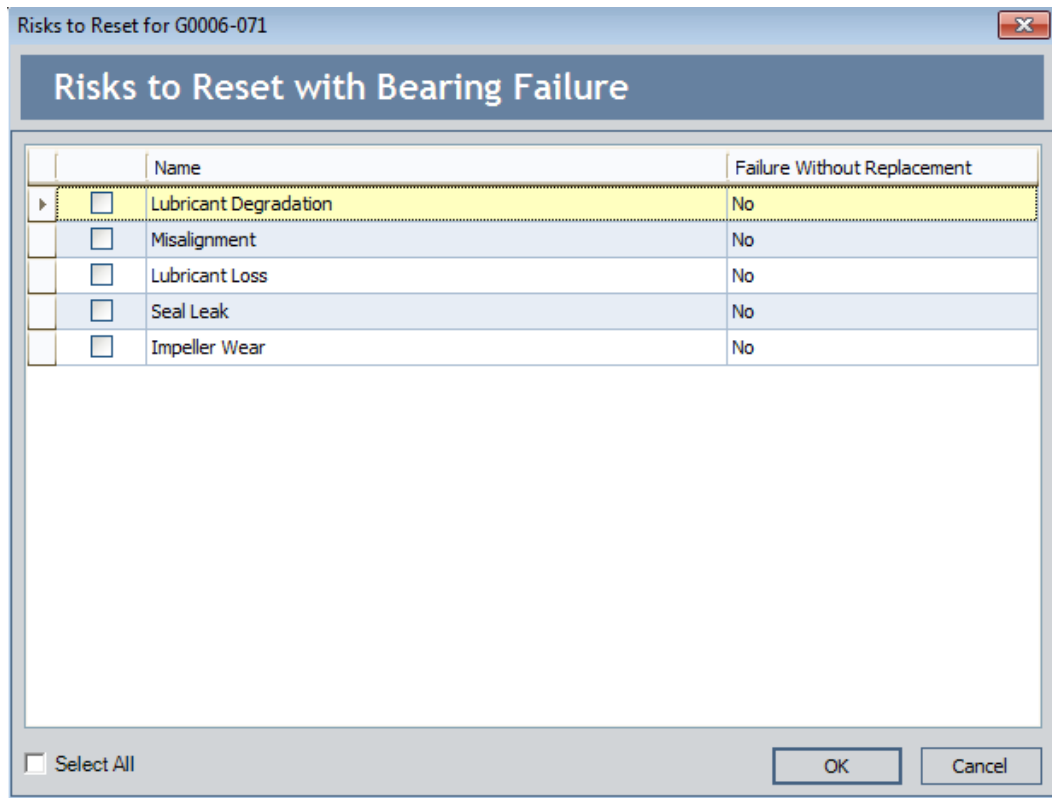 Risks to Reset for G0006-071
Risks to Reset with Bearing Failure
Name Failure Without Replacement
Lubricant Degradation No
Misalignment No
Lubricant Loss No
Seal Leak No
Impeller Wear No
Select All OK Cancel